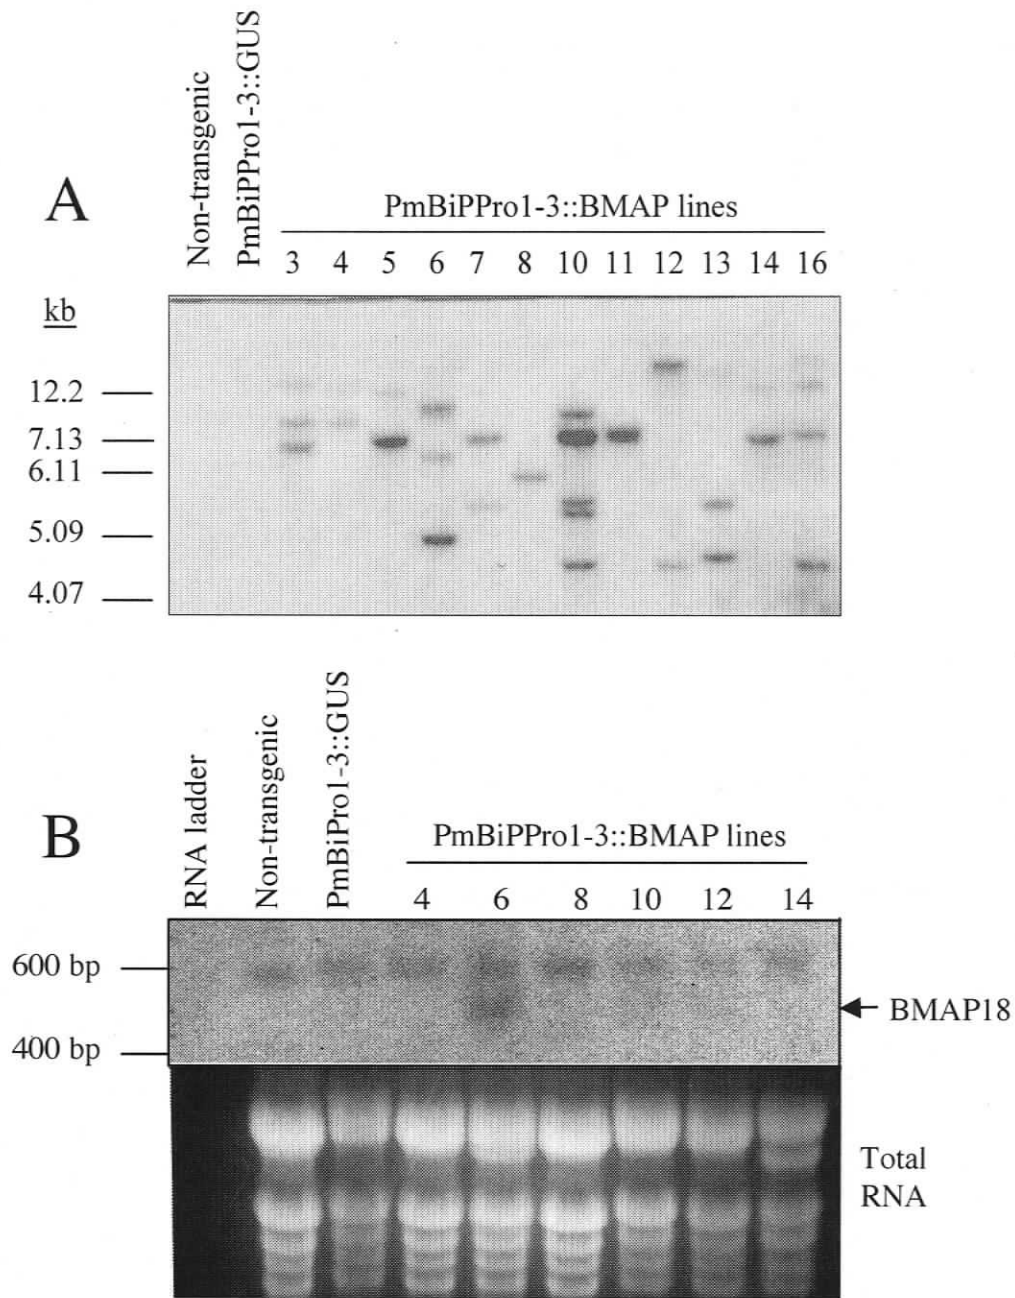 A
Non-transgenic
PmBiPPro1-3::GUS
PmBiPPro1-3::BMAP lines
3 4 5 6 7 8 10 11 12 13 14 16
kb
12.2
7.13
6.11
5.09
4.07
B
RNA ladder
Non-transgenic
PmBiPro1-3::GUS
PmBiPPro1-3::BMAP lines
4 6 8 10 12 14
600 bp
400 bp
BMAP18
Total
RNA